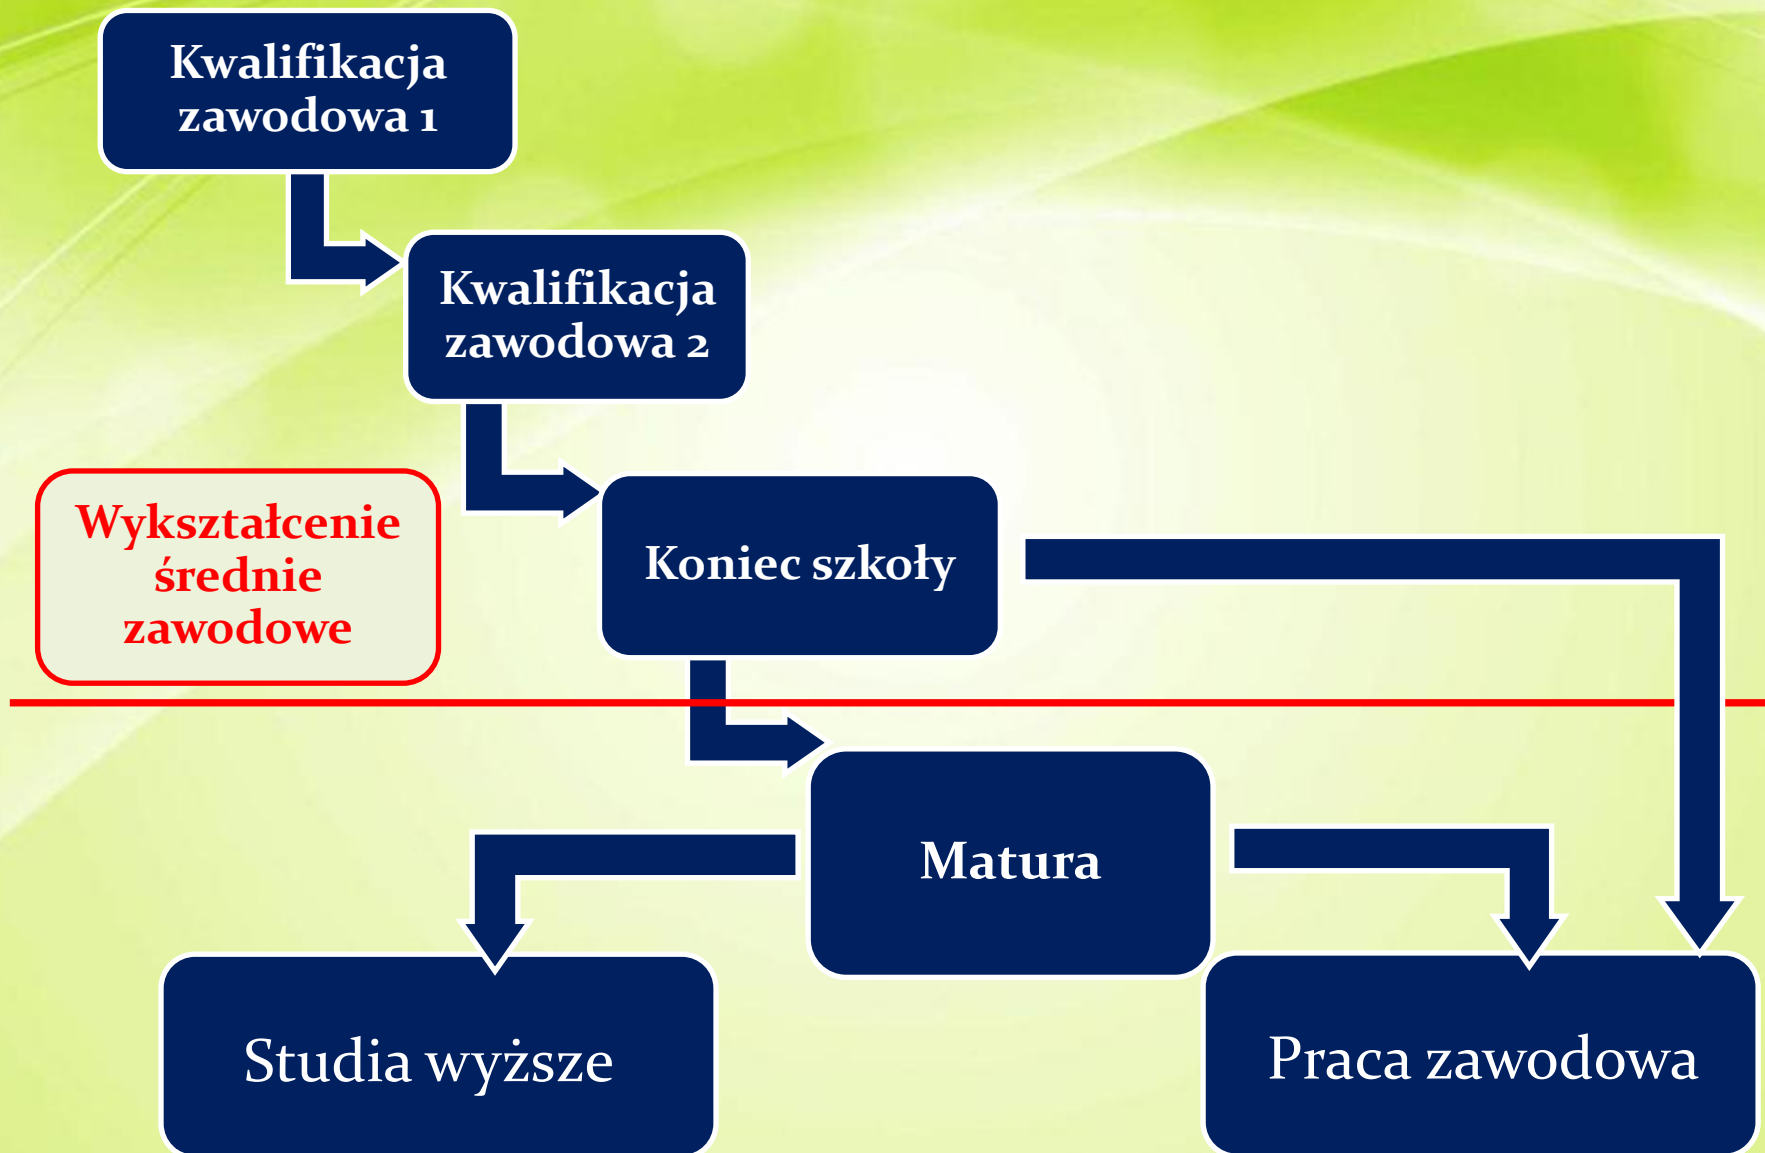 Kwalifikacja
zawodowa 1
Kwalifikacja
zawodowa 2
Wykształcenie
średnie
zawodowe
Koniec szkoły
Matura
Studia wyższe
Praca zawodowa